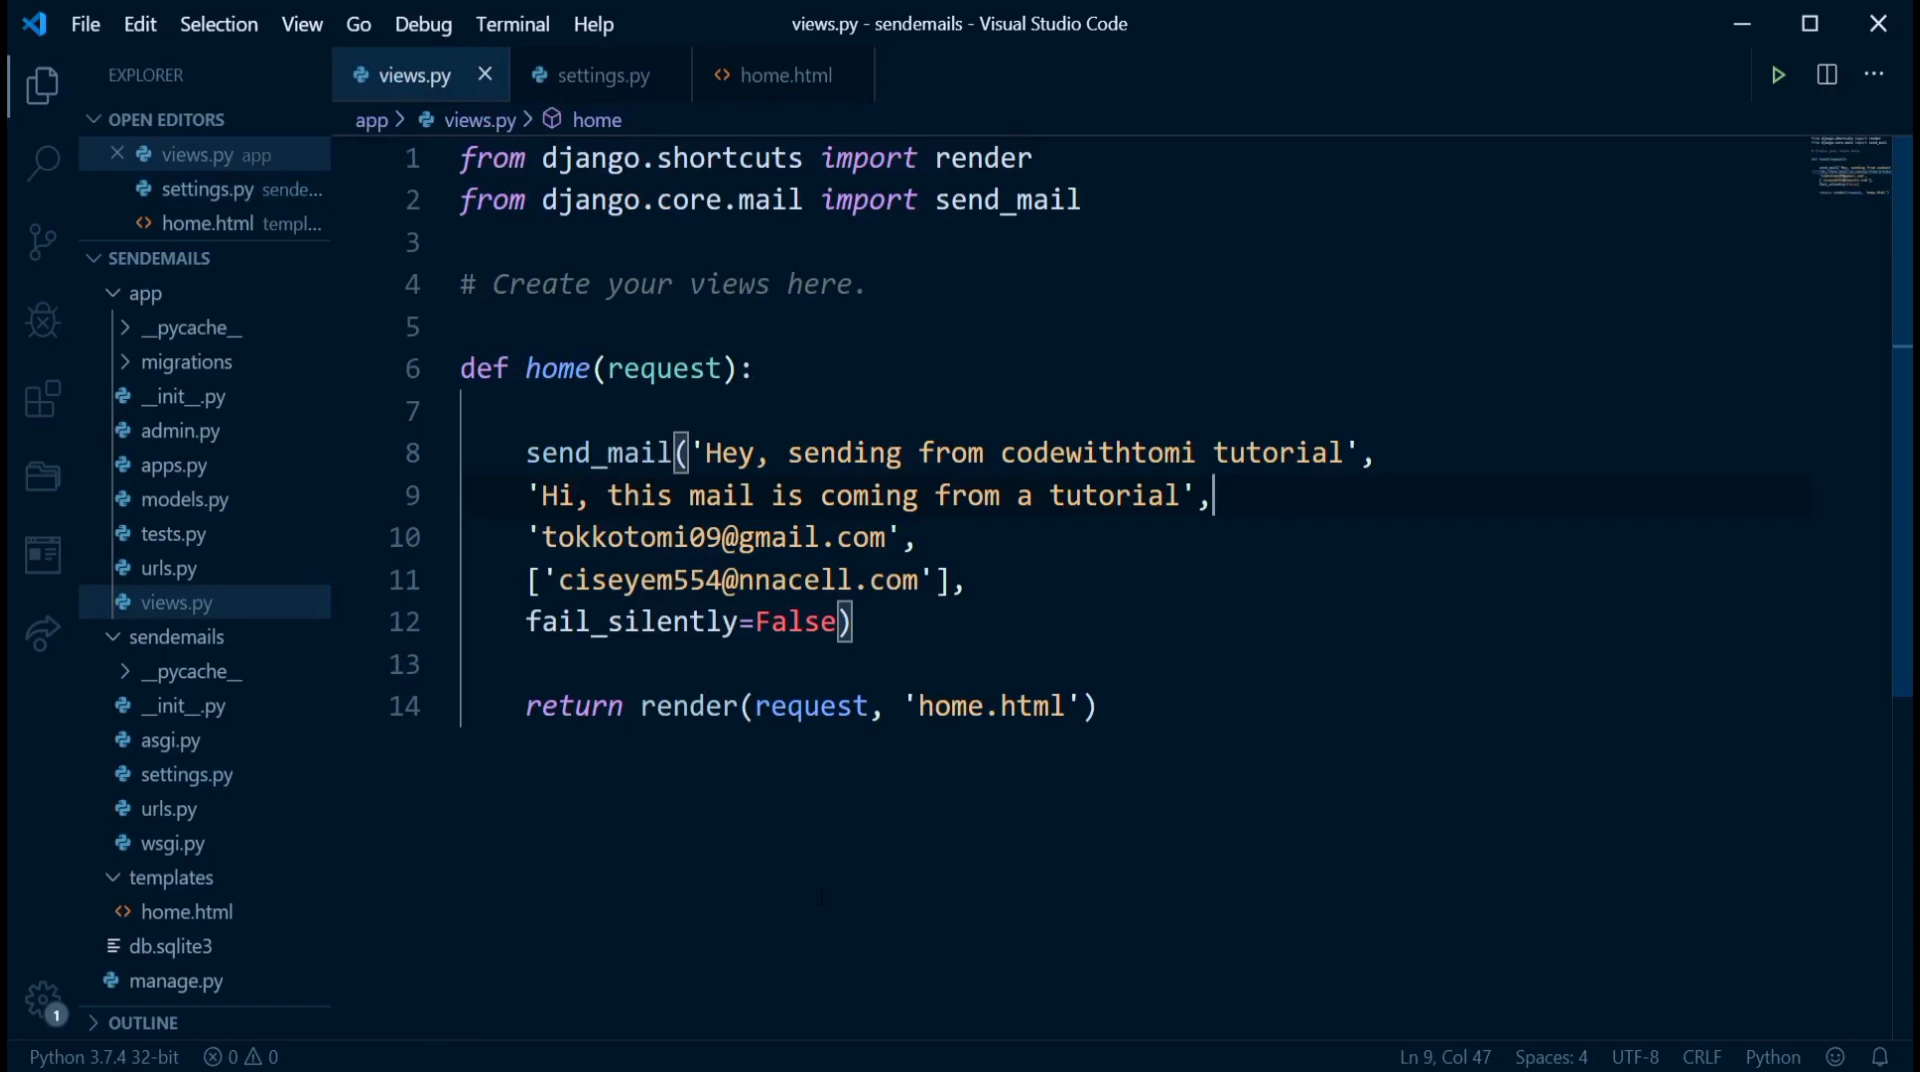 File Edit Selection View Go Debug Terminal Help views.py - sendemails - Visual Studio Code
EXPLORER
OPEN EDITORS
views.py app
settings.py sende...
home.html templ...
SENDEMAILS
app
__pycache__
migrations
__init__.py
admin.py
apps.py
models.py
tests.py
urls.py
views.py
sendemails
__pycache__
__init__.py
asgi.py
settings.py
urls.py
wsgi.py
templates
home.html
db.sqlite3
manage.py
OUTLINE
1
views.py settings.py home.html
app > views.py > home
1 from django.shortcuts import render
2 from django.core.mail import send_mail
3
4 # Create your views here.
5
6 def home(request):
7
8 send_mail('Hey, sending from codewithtomi tutorial',
9 'Hi, this mail is coming from a tutorial',
10 'tokkotomi09@gmail.com',
11 ['ciseyem554@nnacell.com'],
12 fail_silently=False)
13
14 return render(request, 'home.html')
Python 3.7.4 32-bit 0 0 Ln 9, Col 47 Spaces: 4 UTF-8 CRLF Python